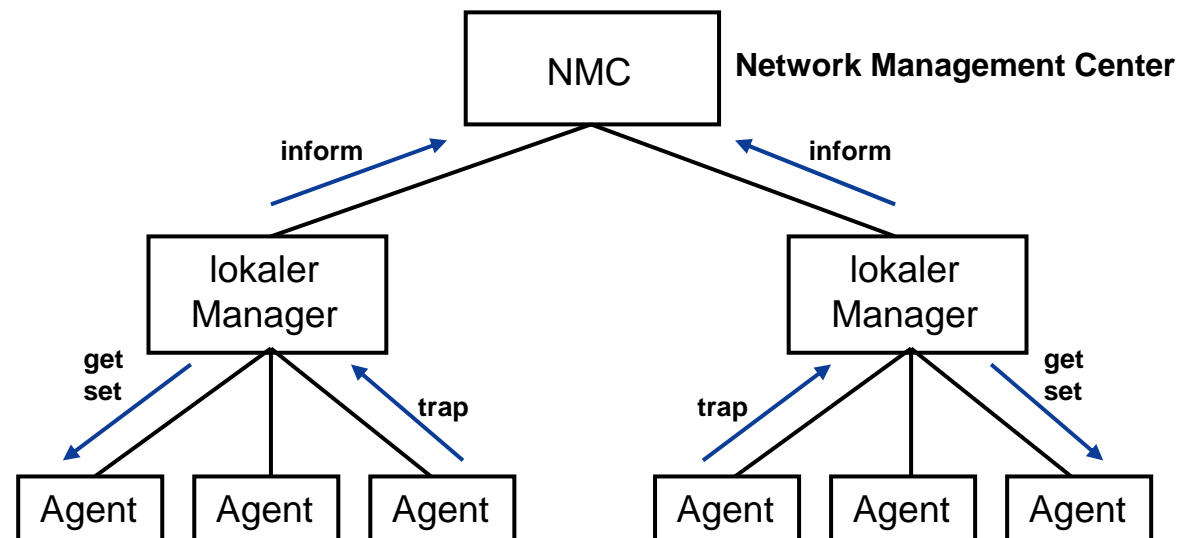 NMC
Network Management Center
inform
inform
lokaler
Manager
lokaler
Manager
get
set
trap
trap
get
set
Agent
Agent
Agent
Agent
Agent
Agent